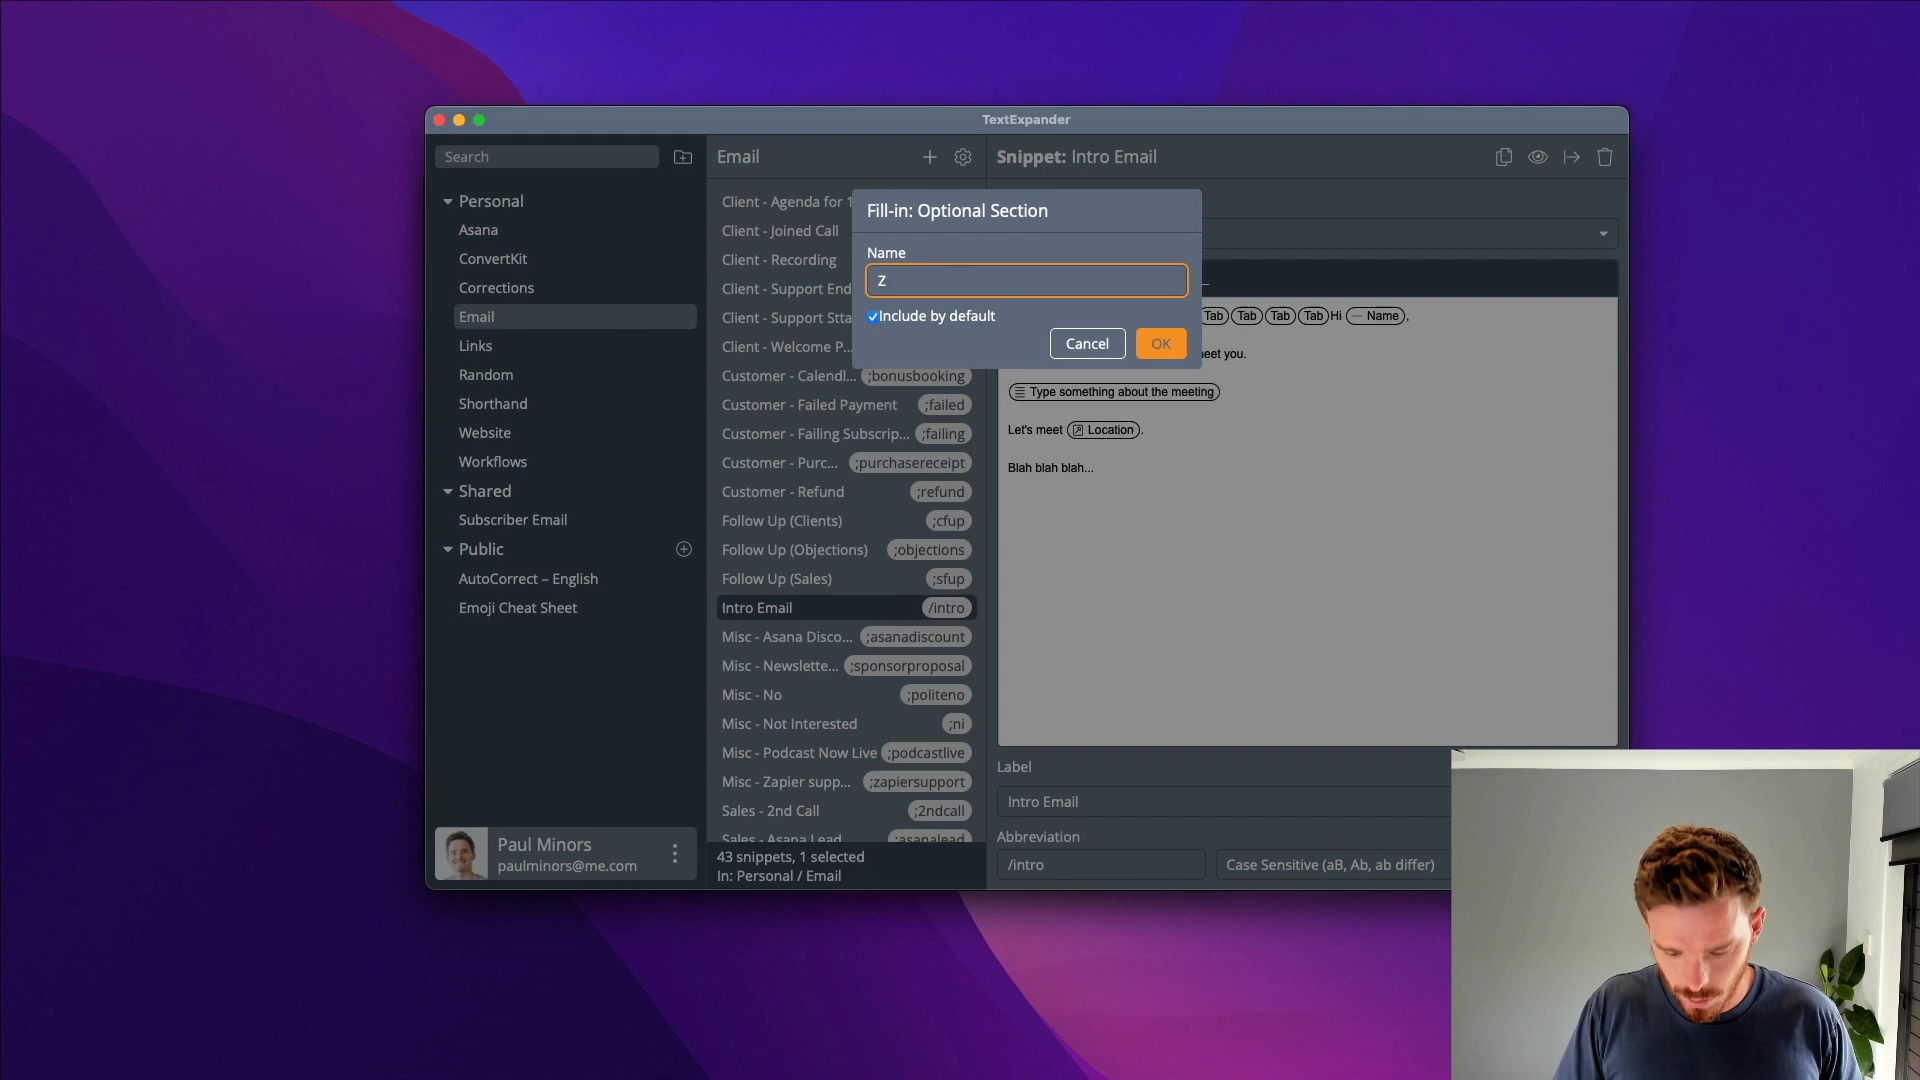 TextExpander
Search
Personal
Asana
ConvertKit
Corrections
Email
Links
Random
Shorthand
Website
Workflows
Shared
Subscriber Email
Public
AutoCorrect – English
Emoji Cheat Sheet
Paul Minors
paulminors@me.com
Email
Client - Agenda for 1
Client - Joined Call
Client - Recording
Client - Support End
Client - Support Stta
Client - Welcome P...
Customer - Calendl... ;bonusbooking
Customer - Failed Payment ;failed
Customer - Failing Subscrip... ;failing
Customer - Purc... ;purchasereceipt
Customer - Refund ;refund
Follow Up (Clients) ;cfup
Follow Up (Objections) ;objections
Follow Up (Sales) ;sfup
Intro Email /intro
Misc - Asana Disco... ;asanadiscount
Misc - Newslette... ;sponsorproposal
Misc - No ;politeno
Misc - Not Interested ;ni
Misc - Podcast Now Live ;podcastlive
Misc - Zapier supp... ;zapiersupport
Sales - 2nd Call ;2ndcall
Sales - Asana Lead ;asanalead
43 snippets, 1 selected
In: Personal / Email
Snippet: Intro Email
Fill-in: Optional Section
Name
Z
Include by default
Cancel OK
Tab Tab Tab Tab Hi Name,
eet you.
Type something about the meeting
Let's meet Location.
Blah blah blah...
Label
Intro Email
Abbreviation
/intro
Case Sensitive (aB, Ab, ab differ)